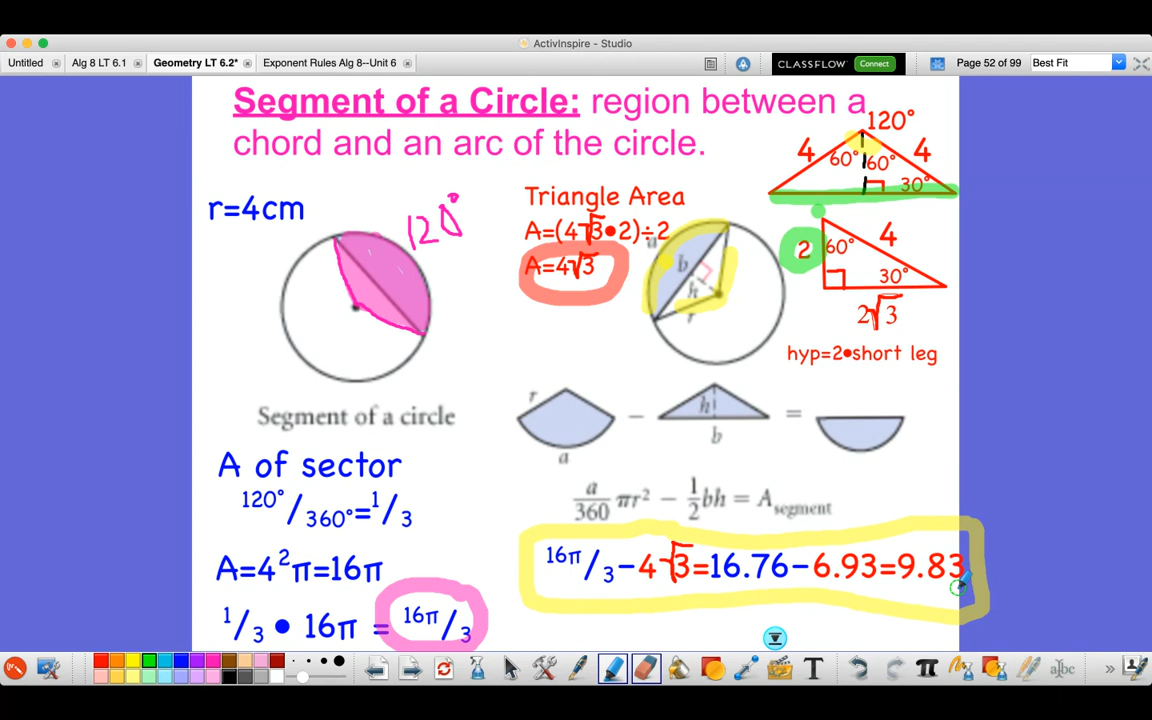 ActivInspire - Studio
Untitled
Alg 8 LT 6.1
Geometry LT 6.2*
Exponent Rules Alg 8--Unit 6
CLASSFLOW
Connect
Page 52 of 99
Best Fit
Segment of a Circle: region between a
chord and an arc of the circle.
120°
4
4
60°
60°
30°
r=4cm
120°
Triangle Area
A=(4√3•2)÷2
A=4√3
a
b
h
r
2
60°
4
30°
2√3
hyp=2•short leg
Segment of a circle
r
a
−
h
b
=
A of sector
120°/360°=1/3
a/360 πr² − 1/2 bh = A segment
A=4²π=16π
16π/3−4√3=16.76−6.93=9.83
1/3 • 16π = 16π/3
T
π
abc
»